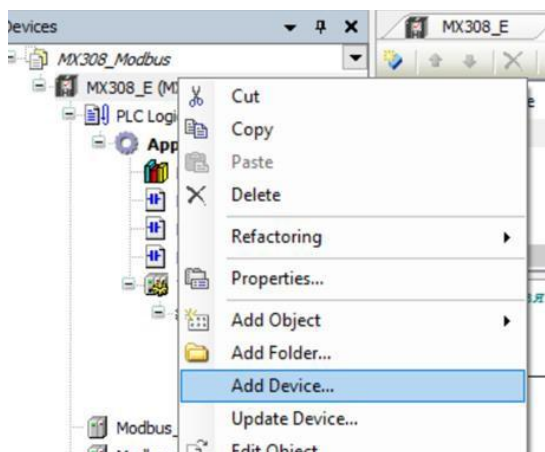 Devices
MX308_E
MX308_Modbus
MX308_E (M
PLC Logi
App
Modbus_
Cut
Copy
Paste
Delete
Refactoring
Properties...
Add Object
Add Folder...
Add Device...
Update Device...
Edit Object